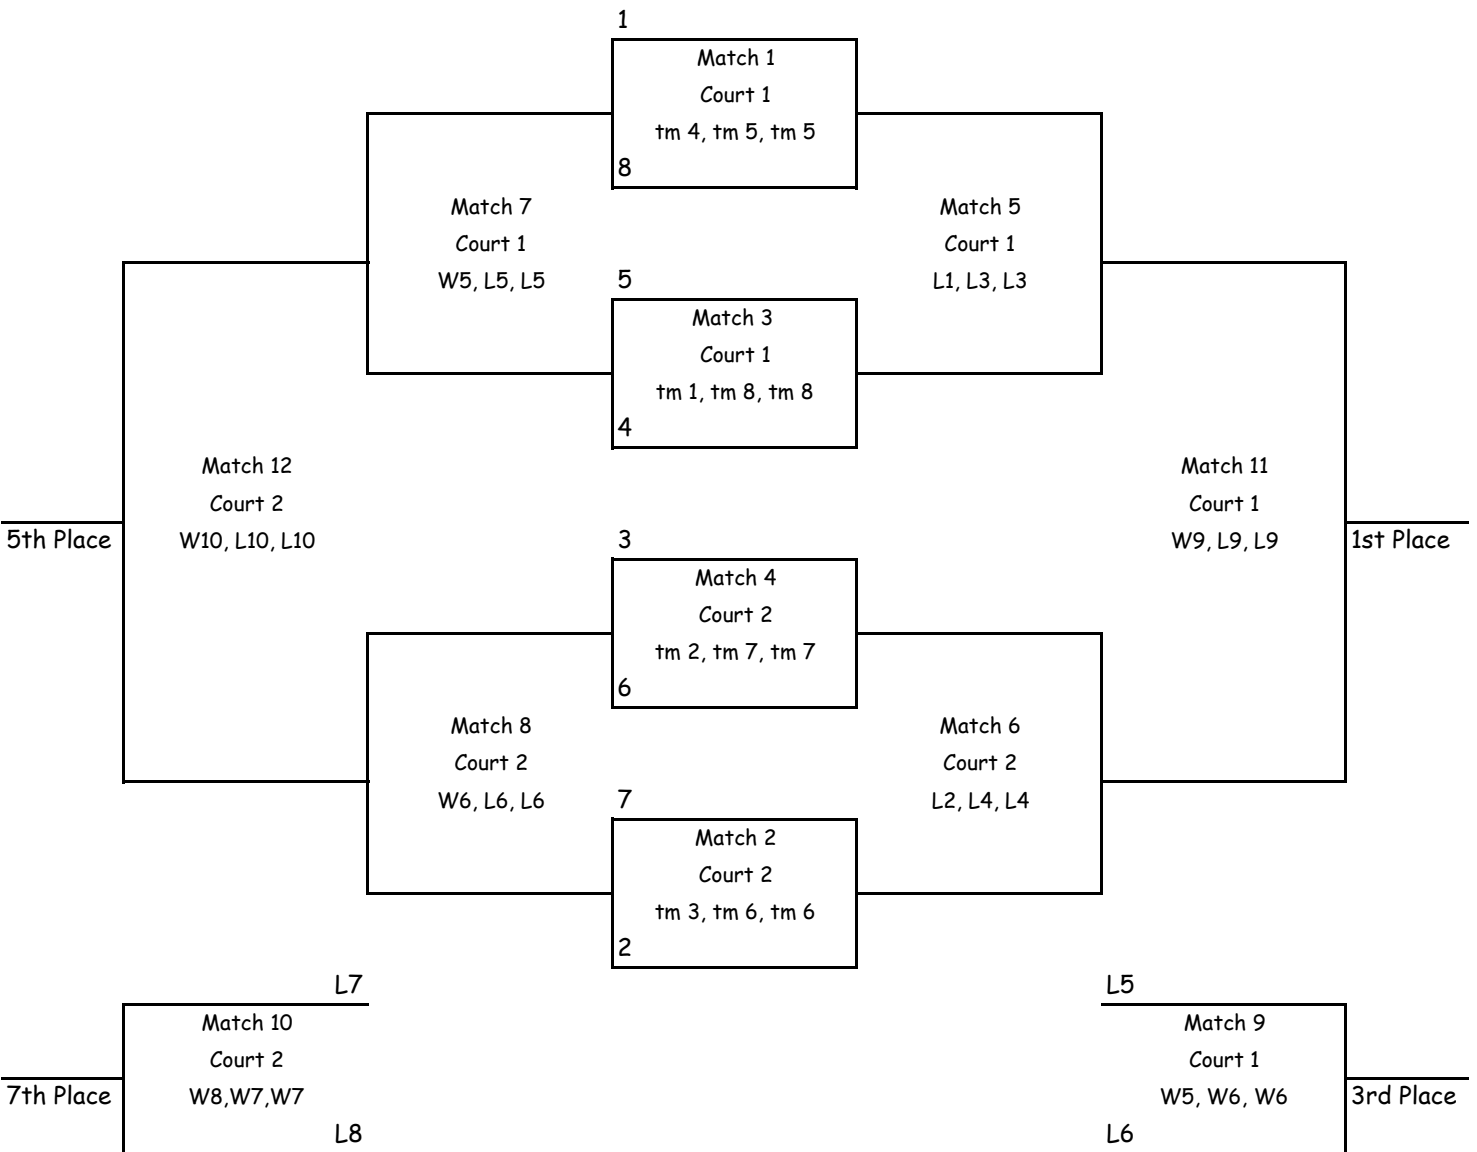 1
Match 1
Court 1
tm 4, tm 5, tm 5
8
Match 7
Court 1
W5, L5, L5
Match 5
Court 1
L1, L3, L3
5
Match 3
Court 1
tm 1, tm 8, tm 8
4
Match 12
Court 2
W10, L10, L10
5th Place
Match 11
Court 1
W9, L9, L9
1st Place
3
Match 4
Court 2
tm 2, tm 7, tm 7
6
Match 8
Court 2
W6, L6, L6
Match 6
Court 2
L2, L4, L4
7
Match 2
Court 2
tm 3, tm 6, tm 6
2
L7
Match 10
Court 2
W8,W7,W7
7th Place
L8
L5
Match 9
Court 1
W5, W6, W6
3rd Place
L6